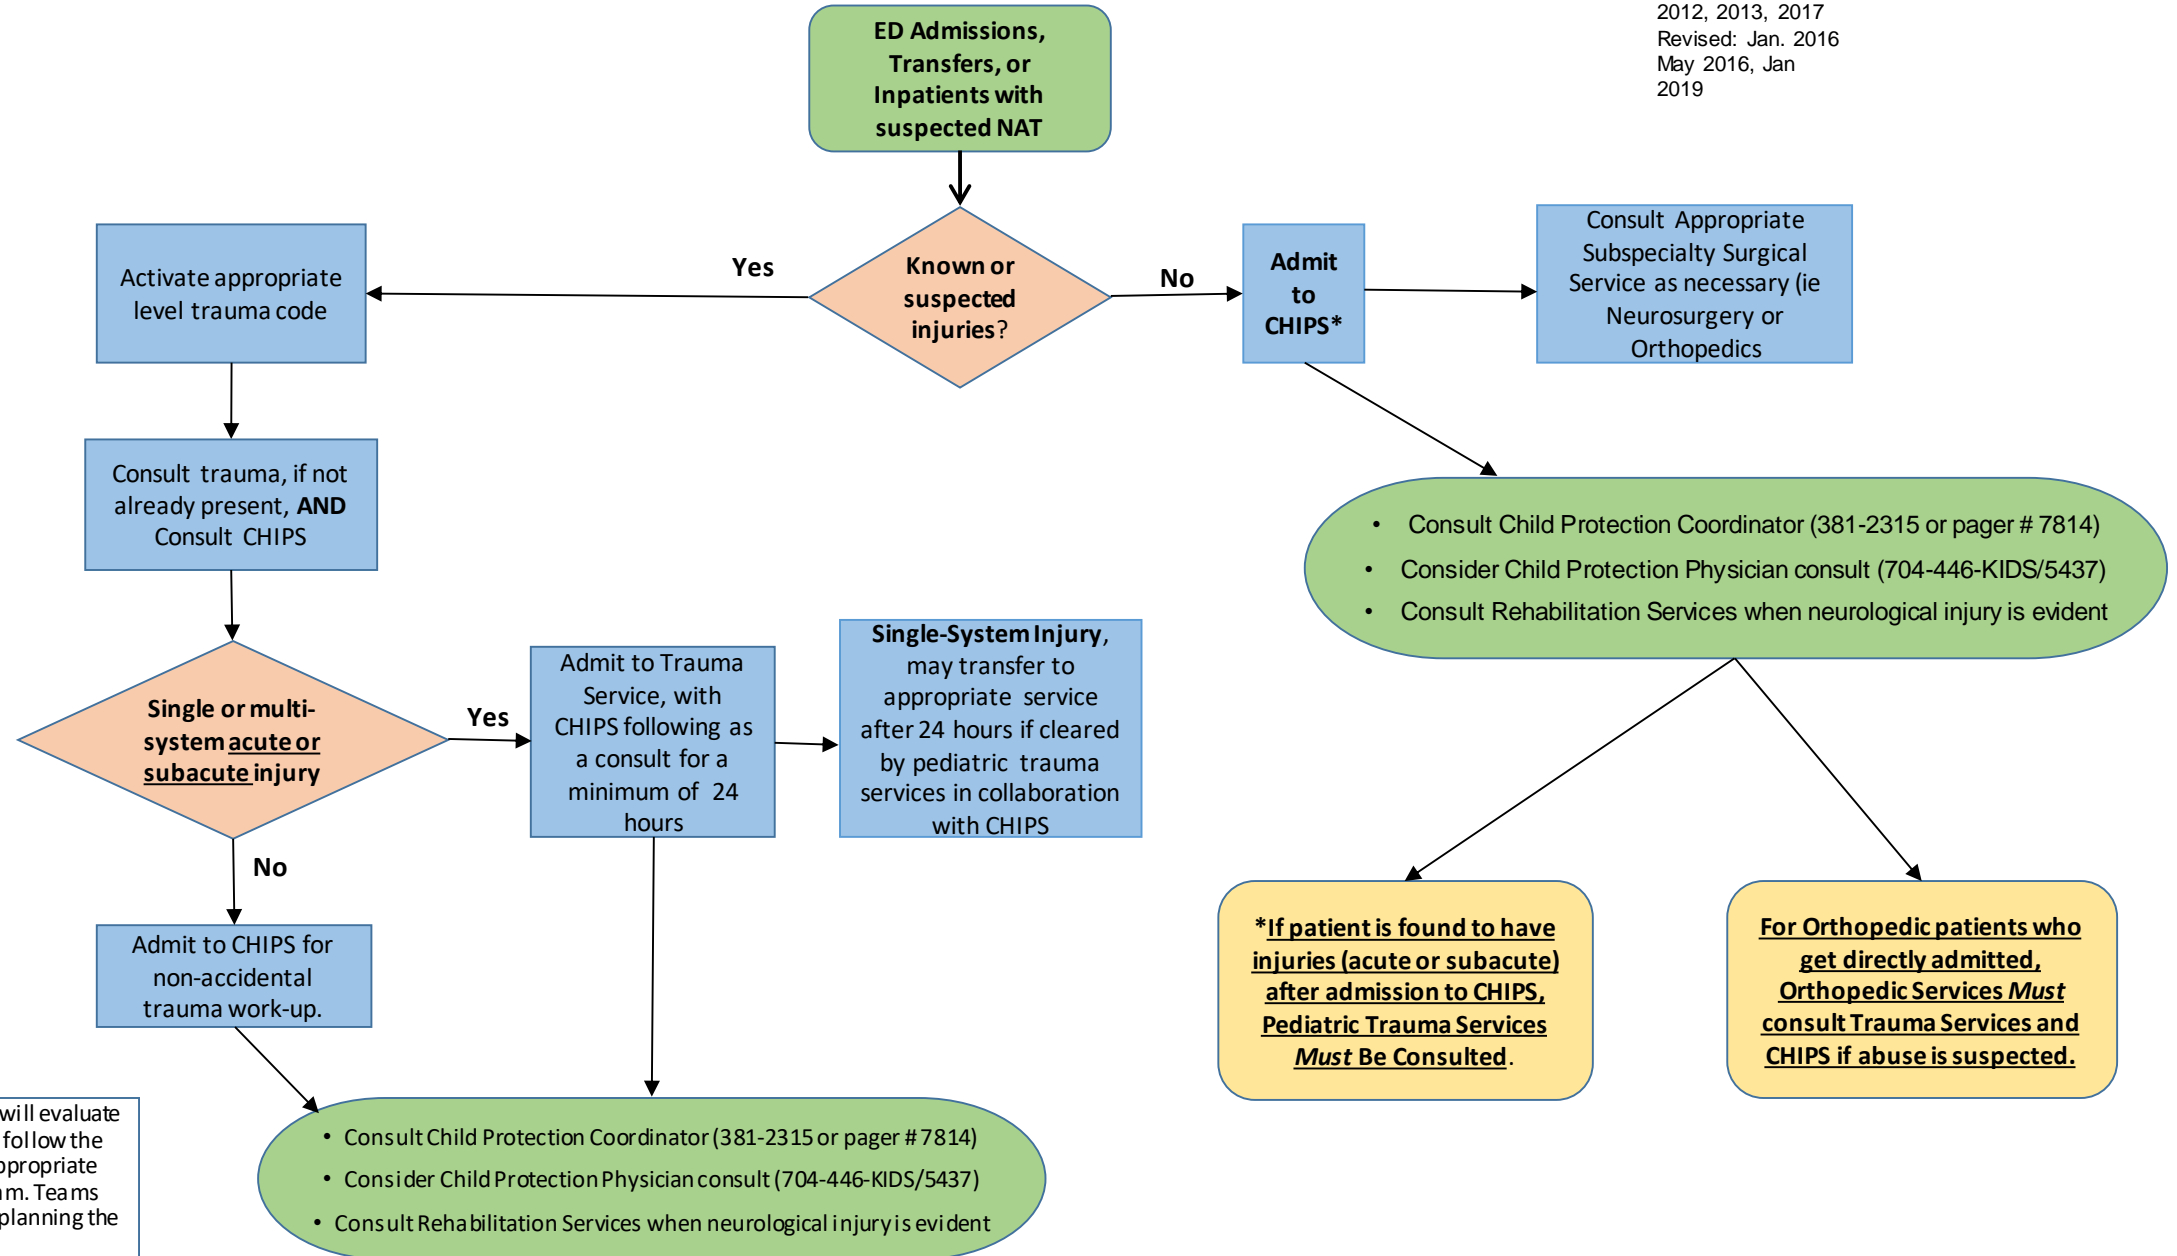 2012, 2013, 2017
Revised: Jan. 2016
May 2016, Jan
2019
ED Admissions,
Transfers, or
Inpatients with
suspected NAT
Known or
suspected
injuries?
Yes
No
Activate appropriate
level trauma code
Admit
to
CHIPS*
Consult Appropriate
Subspecialty Surgical
Service as necessary (ie
Neurosurgery or
Orthopedics
Consult trauma, if not
already present, AND
Consult CHIPS
• Consult Child Protection Coordinator (381-2315 or pager # 7814)
• Consider Child Protection Physician consult (704-446-KIDS/5437)
• Consult Rehabilitation Services when neurological injury is evident
Single or multi-
system acute or
subacute injury
Yes
No
Admit to Trauma
Service, with
CHIPS following as
a consult for a
minimum of 24
hours
Single-System Injury,
may transfer to
appropriate service
after 24 hours if cleared
by pediatric trauma
services in collaboration
with CHIPS
Admit to CHIPS for
non-accidental
trauma work-up.
*If patient is found to have
injuries (acute or subacute)
after admission to CHIPS,
Pediatric Trauma Services
Must Be Consulted.
For Orthopedic patients who
get directly admitted,
Orthopedic Services Must
consult Trauma Services and
CHIPS if abuse is suspected.
will evaluate
follow the
ppropriate
am. Teams
planning the
• Consult Child Protection Coordinator (381-2315 or pager # 7814)
• Consider Child Protection Physician consult (704-446-KIDS/5437)
• Consult Rehabilitation Services when neurological injury is evident